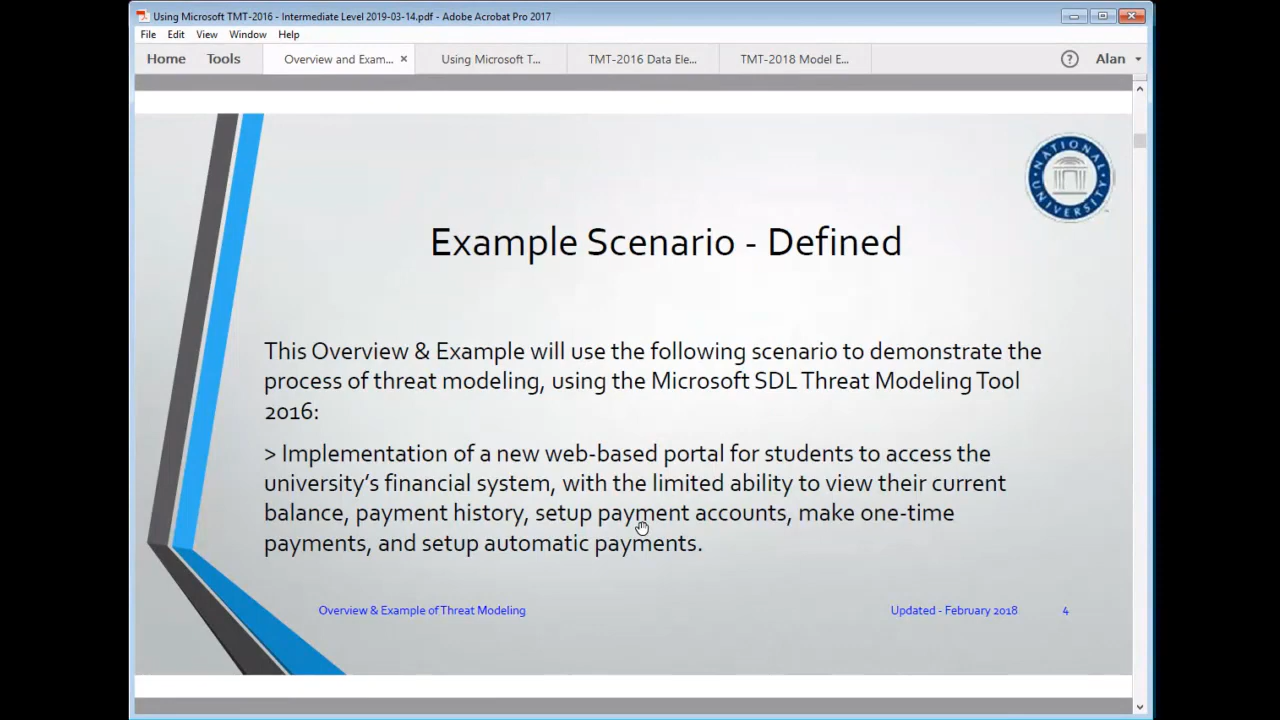 Using Microsoft TMT-2016 - Intermediate Level 2019-03-14.pdf - Adobe Acrobat Pro 2017
File Edit View Window Help
Home Tools Overview and Exam... × Using Microsoft T... TMT-2016 Data Ele... TMT-2018 Model E... ? Alan
NATIONAL UNIVERSITY
Example Scenario - Defined
This Overview & Example will use the following scenario to demonstrate the
process of threat modeling, using the Microsoft SDL Threat Modeling Tool
2016:
> Implementation of a new web-based portal for students to access the
university's financial system, with the limited ability to view their current
balance, payment history, setup payment accounts, make one-time
payments, and setup automatic payments.
Overview & Example of Threat Modeling Updated - February 2018 4